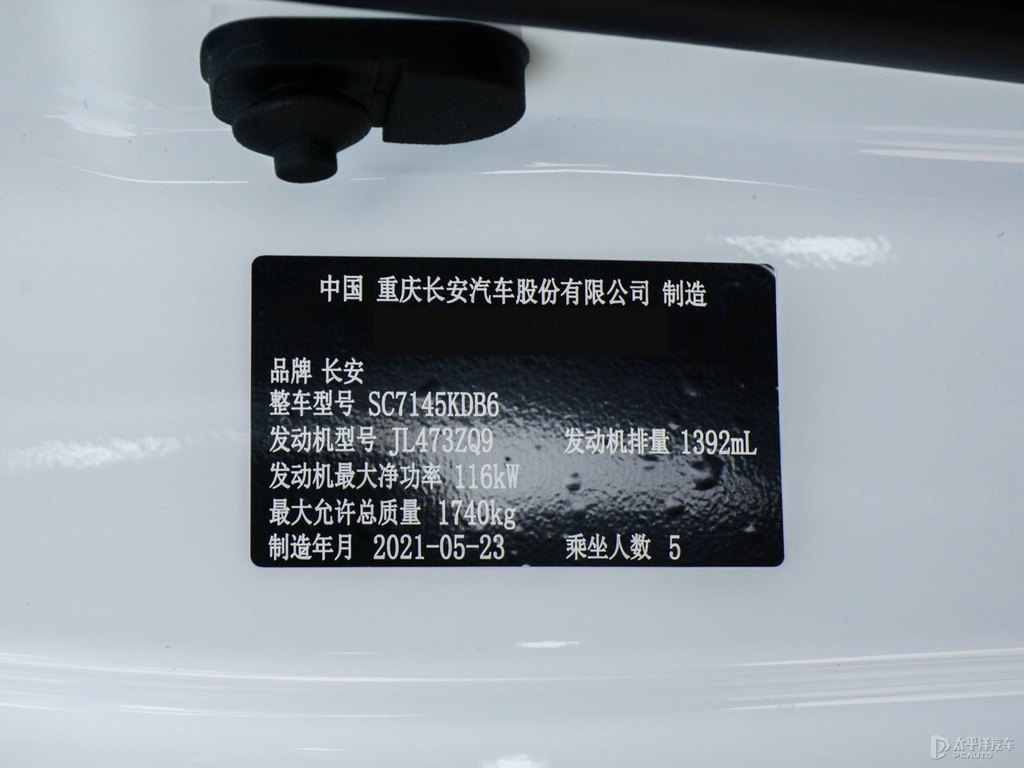 中国 重庆长安汽车股份有限公司 制造
品牌 长安
整车型号 SC7145KDB6
发动机型号 JL473ZQ9 发动机排量 1392mL
发动机最大净功率 116kW
最大允许总质量 1740kg
制造年月 2021-05-23 乘坐人数 5
太平洋汽车
PCAUTO